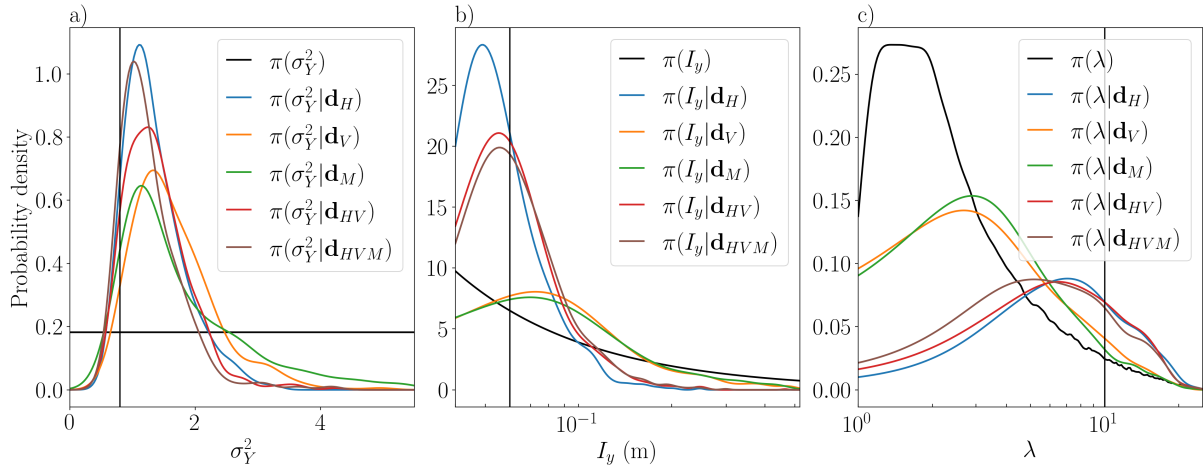 a)
Probability density
1.0
0.8
0.6
0.4
0.2
0.0
0
2
4
σ²_Y
π(σ²_Y)
π(σ²_Y|d_H)
π(σ²_Y|d_V)
π(σ²_Y|d_M)
π(σ²_Y|d_HV)
π(σ²_Y|d_HVM)
b)
25
20
15
10
5
0
10⁻¹
I_y (m)
π(I_y)
π(I_y|d_H)
π(I_y|d_V)
π(I_y|d_M)
π(I_y|d_HV)
π(I_y|d_HVM)
c)
0.25
0.20
0.15
0.10
0.05
0.00
10⁰
10¹
λ
π(λ)
π(λ|d_H)
π(λ|d_V)
π(λ|d_M)
π(λ|d_HV)
π(λ|d_HVM)